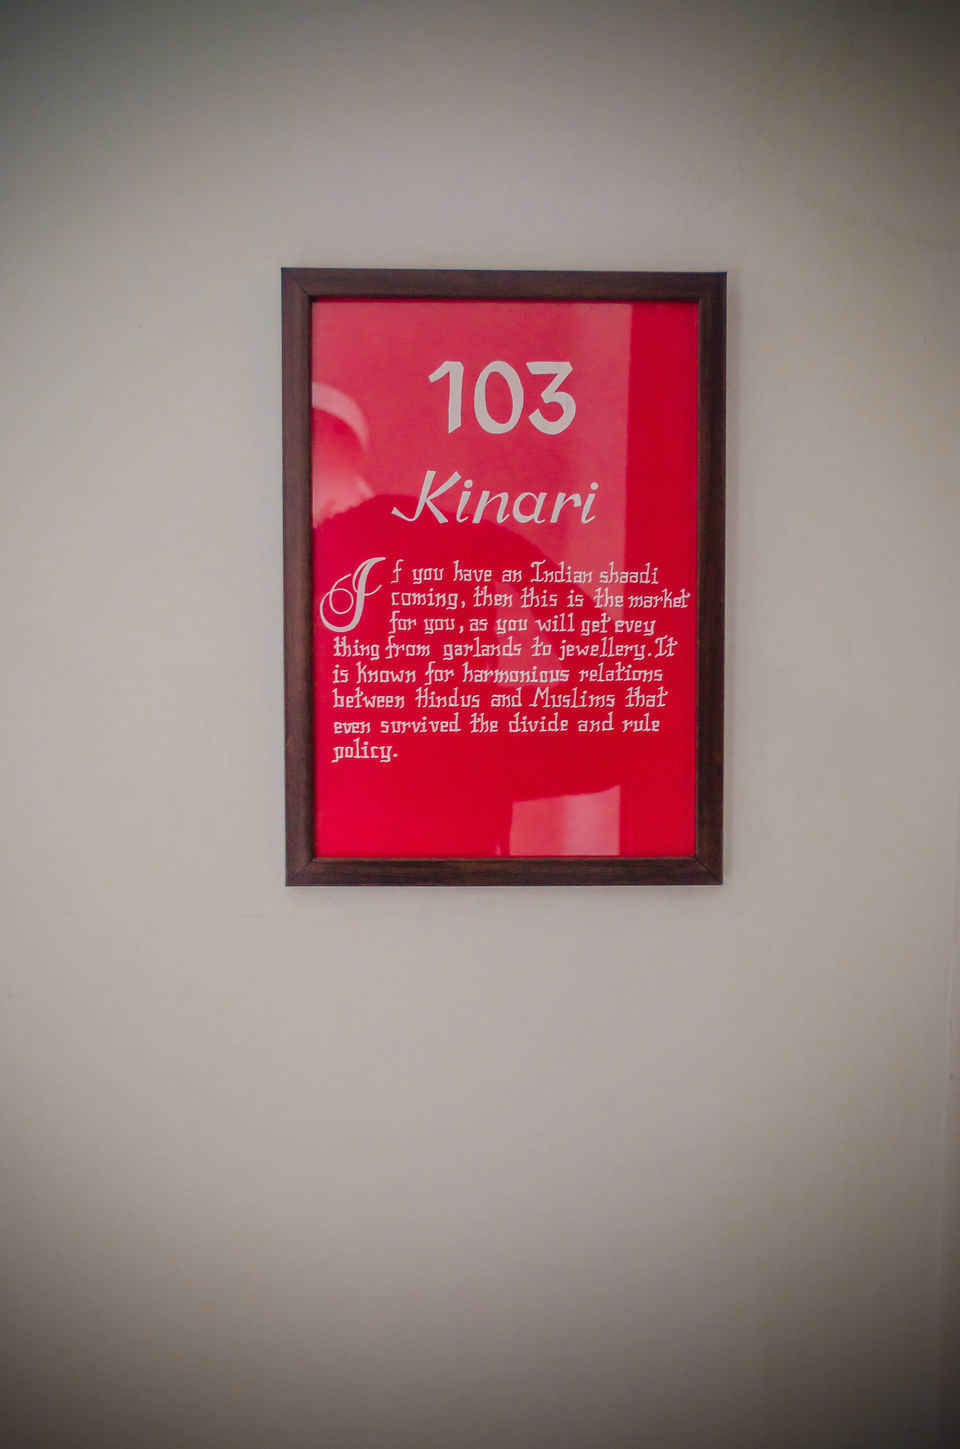 103
Kinari
If you have an Indian shaadi
coming, then this is the market
for you, as you will get evey
thing from garlands to jewellery. It
is known for harmonious relations
between Hindus and Muslims that
even survived the divide and rule
policy.